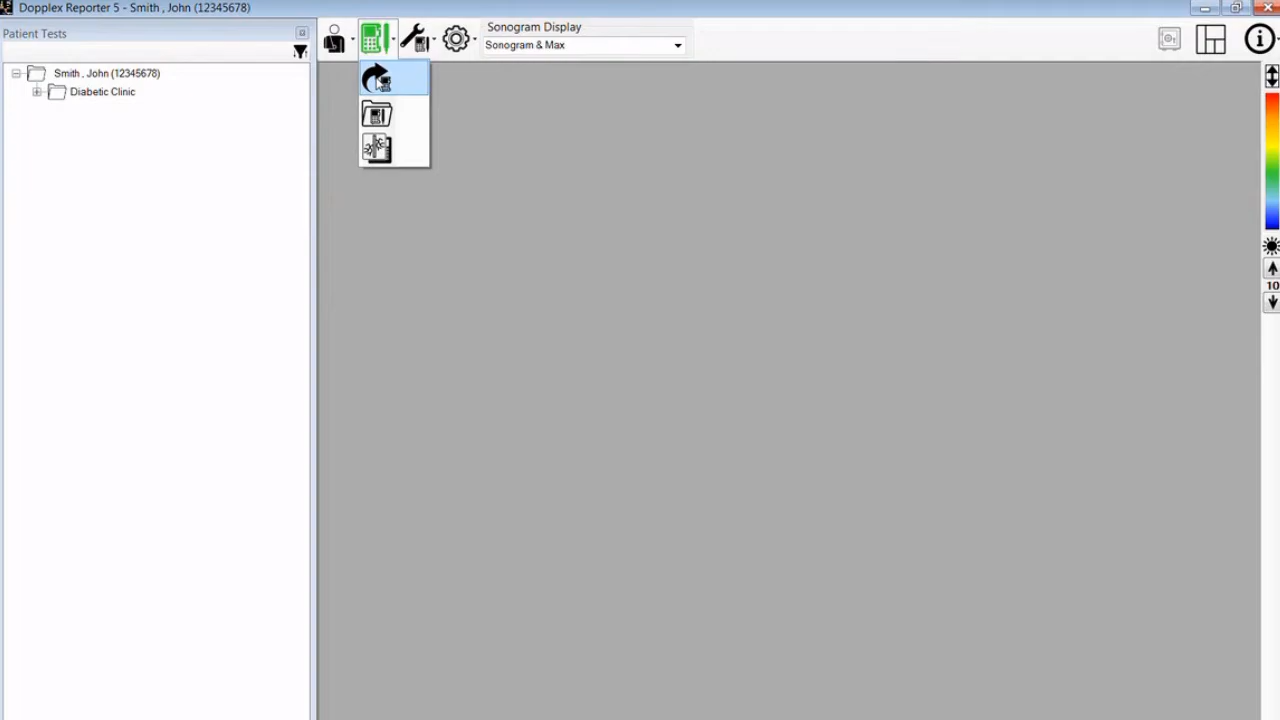 Dopplex Reporter 5 - Smith , John (12345678)
Patient Tests
Smith , John (12345678)
Diabetic Clinic
Sonogram Display
Sonogram & Max
10